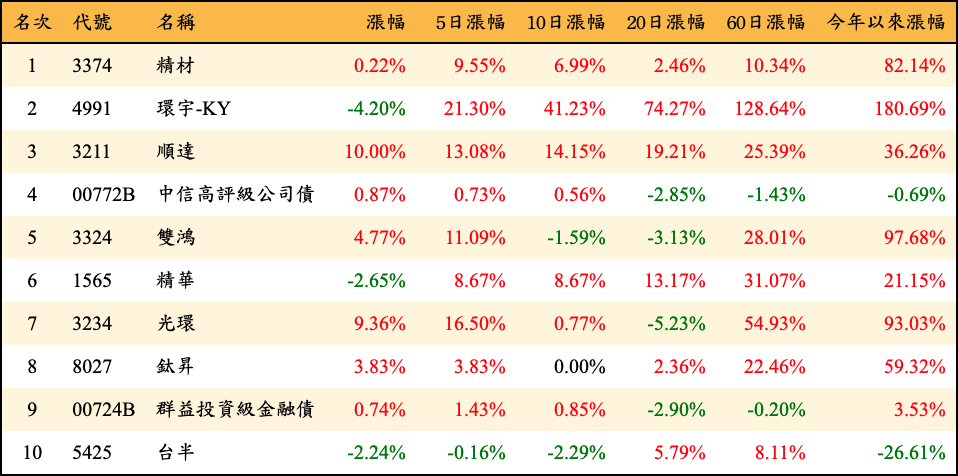 名次 代號 名稱 漲幅 5日漲幅 10日漲幅 20日漲幅 60日漲幅 今年以來漲幅
1 3374 精材 0.22% 9.55% 6.99% 2.46% 10.34% 82.14%
2 4991 環宇-KY -4.20% 21.30% 41.23% 74.27% 128.64% 180.69%
3 3211 順達 10.00% 13.08% 14.15% 19.21% 25.39% 36.26%
4 00772B 中信高評級公司債 0.87% 0.73% 0.56% -2.85% -1.43% -0.69%
5 3324 雙鴻 4.77% 11.09% -1.59% -3.13% 28.01% 97.68%
6 1565 精華 -2.65% 8.67% 8.67% 13.17% 31.07% 21.15%
7 3234 光環 9.36% 16.50% 0.77% -5.23% 54.93% 93.03%
8 8027 鈦昇 3.83% 3.83% 0.00% 2.36% 22.46% 59.32%
9 00724B 群益投資級金融債 0.74% 1.43% 0.85% -2.90% -0.20% 3.53%
10 5425 台半 -2.24% -0.16% -2.29% 5.79% 8.11% -26.61%